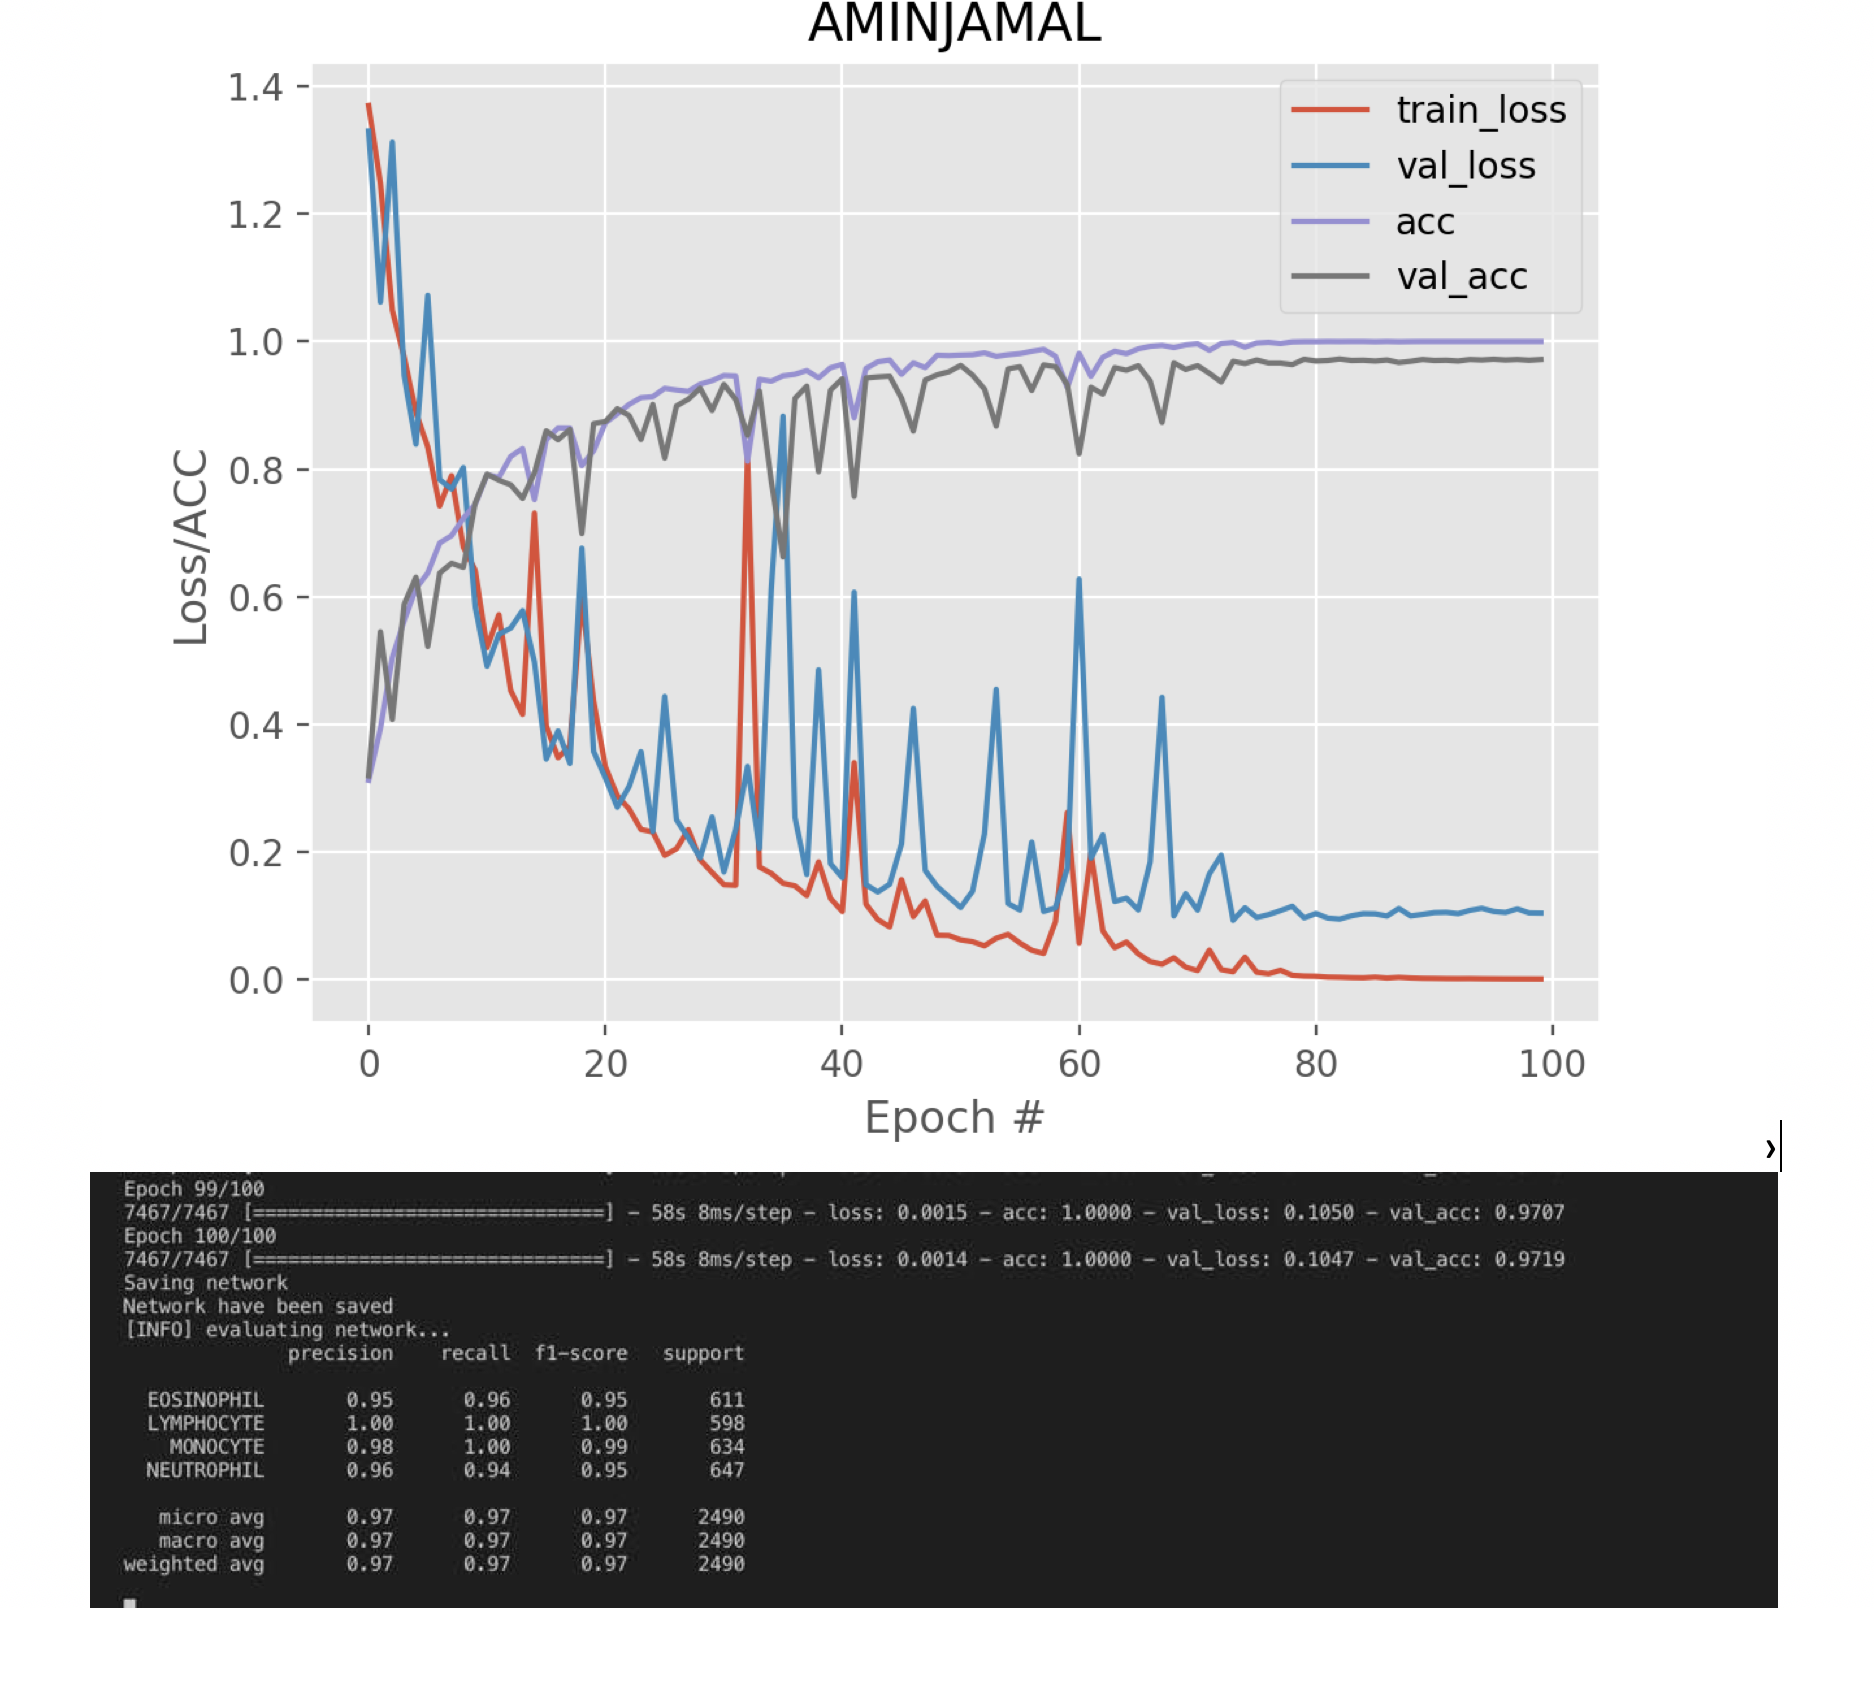 AMINJAMAL
1.4
1.2
1.0
0.8
0.6
0.4
0.2
0.0
Loss/ACC
train_loss
val_loss
acc
val_acc
0 20 40 60 80 100
Epoch #
›
Epoch 99/100
7467/7467 [==============================] - 58s 8ms/step - loss: 0.0015 - acc: 1.0000 - val_loss: 0.1050 - val_acc: 0.9707
Epoch 100/100
7467/7467 [==============================] - 58s 8ms/step - loss: 0.0014 - acc: 1.0000 - val_loss: 0.1047 - val_acc: 0.9719
Saving network
Network have been saved
[INFO] evaluating network...
precision recall f1-score support
EOSINOPHIL 0.95 0.96 0.95 611
LYMPHOCYTE 1.00 1.00 1.00 598
MONOCYTE 0.98 1.00 0.99 634
NEUTROPHIL 0.96 0.94 0.95 647
micro avg 0.97 0.97 0.97 2490
macro avg 0.97 0.97 0.97 2490
weighted avg 0.97 0.97 0.97 2490